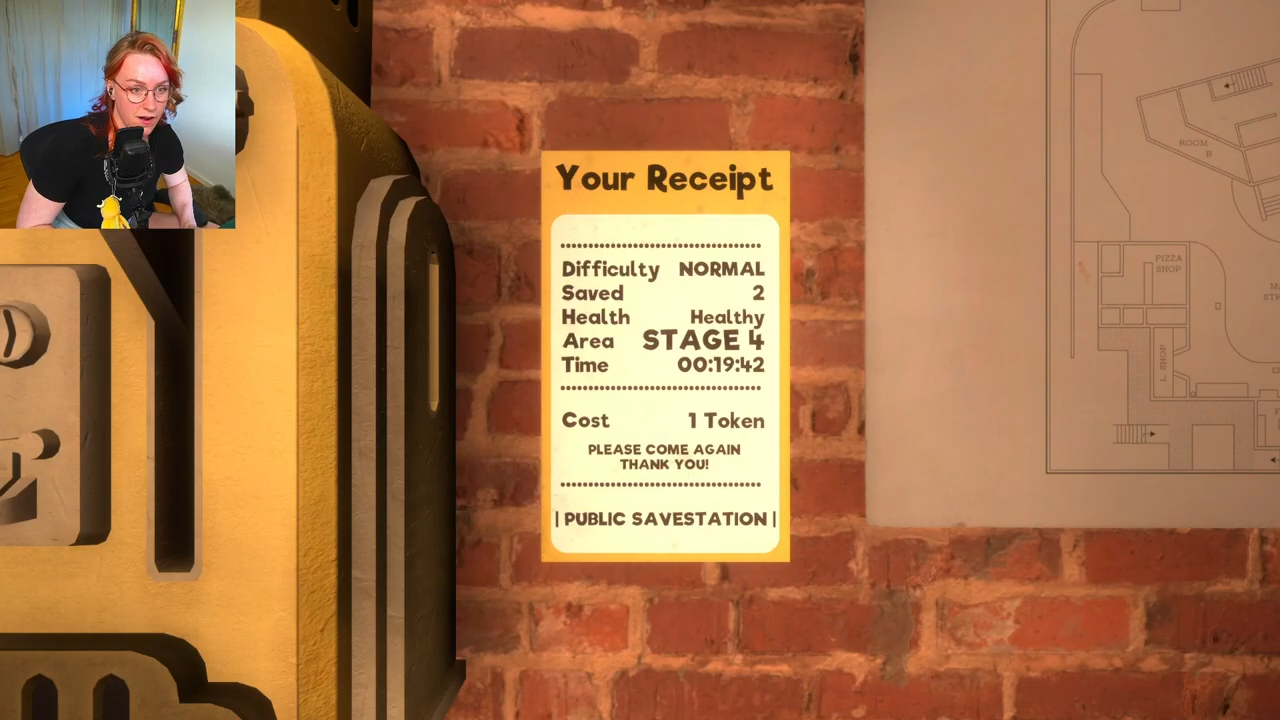 Your Receipt
Difficulty NORMAL
Saved 2
Health Healthy
Area STAGE 4
Time 00:19:42
Cost 1 Token
PLEASE COME AGAIN
THANK YOU!
| PUBLIC SAVESTATION |
ROOM
B
PIZZA
SHOP
L. SHOP